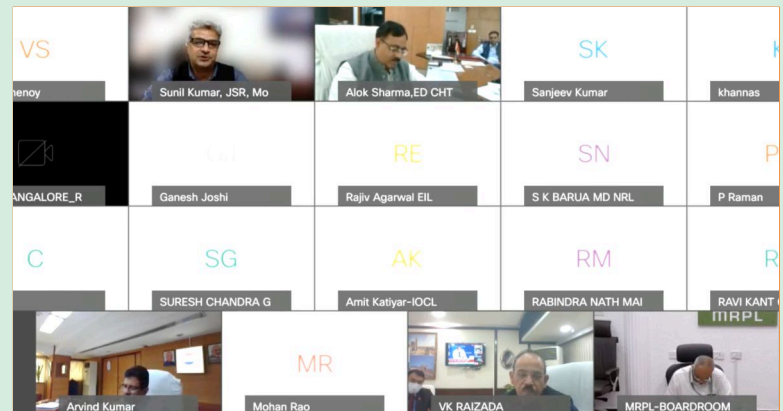 VS
SK
enoy
Sunil Kumar, JSR, Mo
Alok Sharma,ED CHT
Sanjeev Kumar
khannas
RE
SN
P
ANGALORE_R
Ganesh Joshi
Rajiv Agarwal EIL
S K BARUA MD NRL
P Raman
C
SG
AK
RM
R
SURESH CHANDRA G
Amit Katiyar-IOCL
RABINDRA NATH MAI
RAVI KANT
MRPL
MR
Arvind Kumar
Mohan Rao
VK RAIZADA
MRPL-BOARDROOM